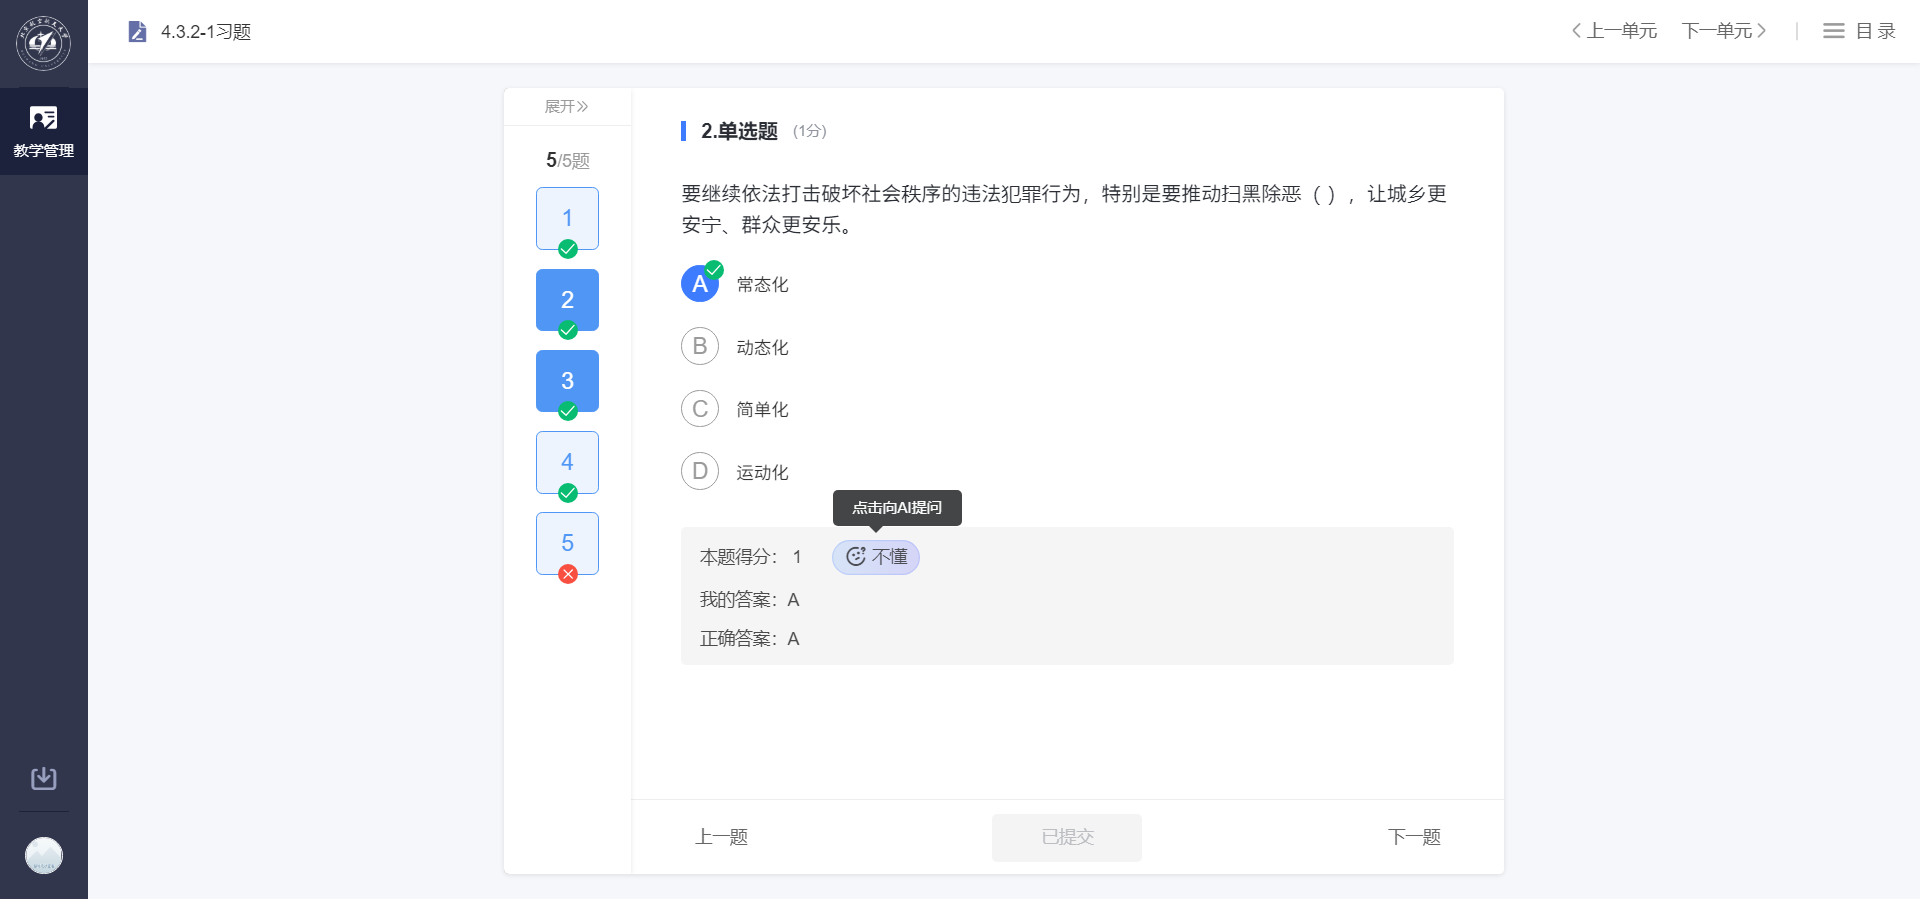 4.3.2-1习题
上一单元
下一单元
目录
教学管理
展开
5/5题
1
2
3
4
5
2.单选题 (1分)
要继续依法打击破坏社会秩序的违法犯罪行为，特别是要推动扫黑除恶（ ），让城乡更
安宁、群众更安乐。
A 常态化
B 动态化
C 简单化
D 运动化
点击向AI提问
本题得分： 1 不懂
我的答案：A
正确答案：A
上一题
已提交
下一题